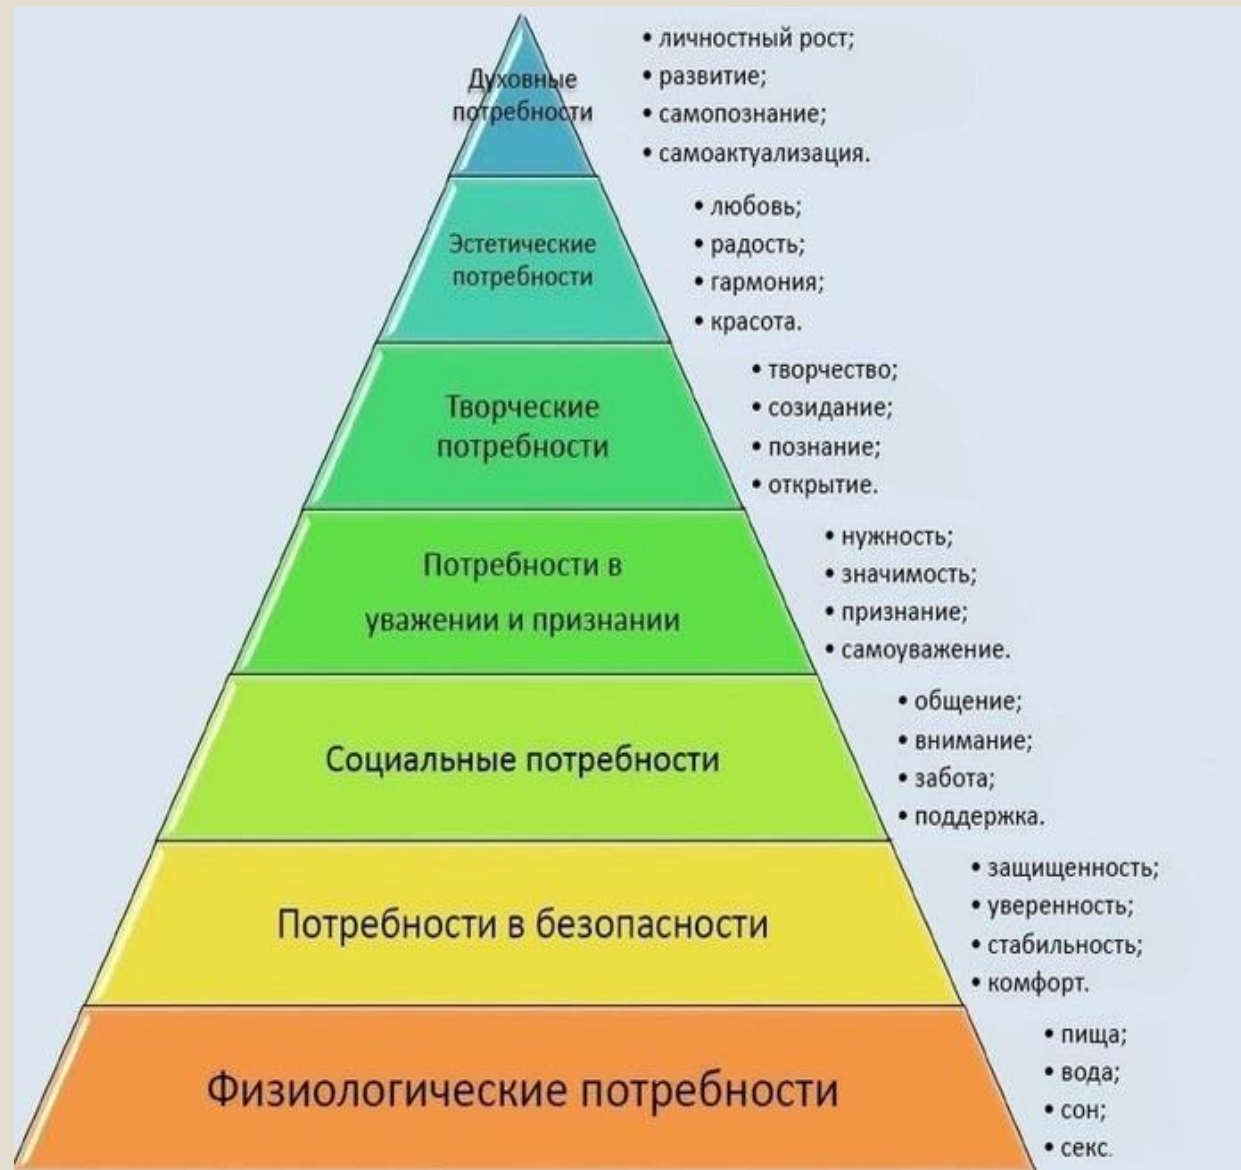 Духовные
потребности
• личностный рост;
• развитие;
• самопознание;
• самоактуализация.
Эстетические
потребности
• любовь;
• радость;
• гармония;
• красота.
Творческие
потребности
• творчество;
• созидание;
• познание;
• открытие.
Потребности в
уважении и признании
• нужность;
• значимость;
• признание;
• самоуважение.
Социальные потребности
• общение;
• внимание;
• забота;
• поддержка.
Потребности в безопасности
• защищенность;
• уверенность;
• стабильность;
• комфорт.
Физиологические потребности
• пища;
• вода;
• сон;
• секс.